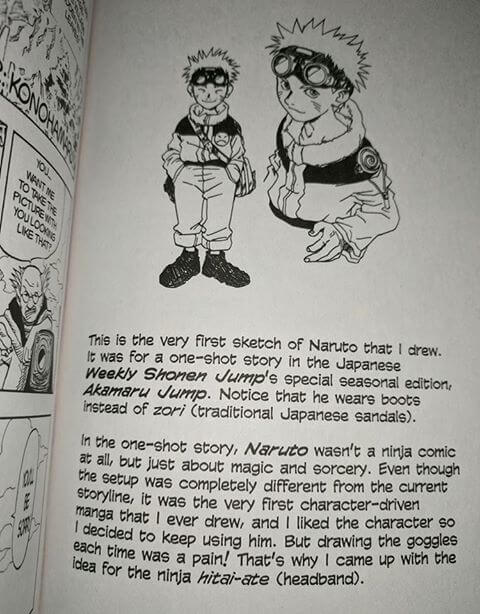 KONOHAMA
YOU...
WANT ME
TO TAKE THE
PICTURE WITH
YOU LOOKING
LIKE THAT?
YOU'LL
BE
SORRY
This is the very first sketch of Naruto that I drew.
It was for a one-shot story in the Japanese
Weekly Shonen Jump's special seasonal edition,
Akamaru Jump. Notice that he wears boots
instead of zori (traditional Japanese sandals).
In the one-shot story, Naruto wasn't a ninja comic
at all, but just about magic and sorcery. Even though
the setup was completely different from the current
storyline, it was the very first character-driven
manga that I ever drew, and I liked the character so
I decided to keep using him. But drawing the goggles
each time was a pain! That's why I came up with the
idea for the ninja hitai-ate (headband).